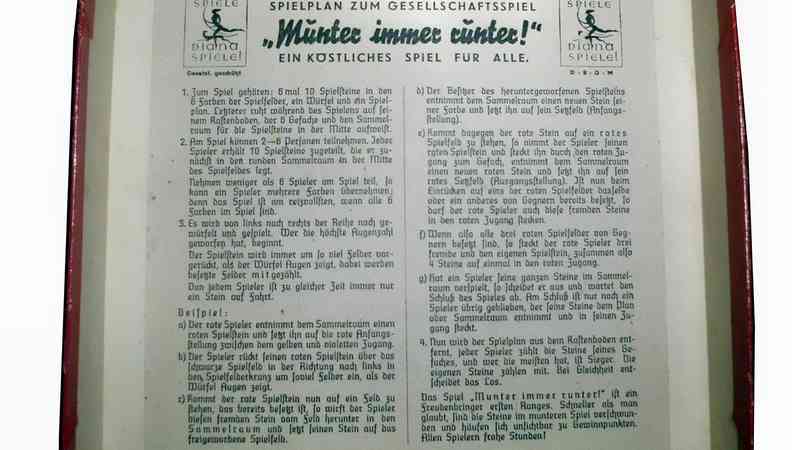 SPIELE
Diana
SPIELE!
SPIELPLAN ZUM GESELLSCHAFTSSPIEL
„Munter immer runter!“
EIN KÖSTLICHES SPIEL FÜR ALLE.
SPIELE
Diana
SPIELE!
Gesetzl. geschützt
D·R·G·M
1. Zum Spiel gehören: 6 mal 10 Spielsteine in den
6 Farben der Spielfelder, ein Würfel und ein Spiel-
plan. Letzterer ruht während des Spielens auf sei-
nem Kastenboden, der 6 Gefache und den Sammel-
raum für die Spielsteine in der Mitte aufweist.
2. Am Spiel können 2—6 Personen teilnehmen. Jeder
Spieler erhält 10 Spielsteine zugeteilt, die er zu-
nächst in den runden Sammelraum in der Mitte
des Spielfeldes legt.
Nehmen weniger als 6 Spieler am Spiel teil, so
kann ein Spieler mehrere Farben übernehmen;
denn das Spiel ist am reizvollsten, wenn alle 6
Farben im Spiel sind.
3. Es wird von links nach rechts der Reihe nach ge-
würfelt und gespielt. Wer die höchste Augenzahl
geworfen hat, beginnt.
Der Spielstein wird immer um so viel Felder vor-
gerückt, als der Würfel Augen zeigt, dabei werden
besetzte Felder mitgezählt.
Von jedem Spieler ist zu gleicher Zeit immer nur
ein Stein auf Fahrt.
Beispiel:
a) Der rote Spieler entnimmt dem Sammelraum einen
roten Spielstein und setzt ihn auf die rote Anfangs-
stellung zwischen dem gelben und violetten Zugang.
b) Der Spieler rückt seinen roten Spielstein über das
schwarze Spielfeld in der Richtung nach links in
den Spielfelderkranz um soviel Felder ein, als der
Würfel Augen zeigt.
c) Kommt der rote Spielstein nun auf ein Feld zu
stehen, das bereits besetzt ist, so wirft der Spieler
diesen fremden Stein vom Feld herunter in den
Sammelraum und setzt seinen Stein auf das
freigewordene Spielfeld.
d) Der Besitzer des heruntergeworfenen Spielsteins
entnimmt dem Sammelraum einen neuen Stein sei-
ner Farbe und setzt ihn auf sein Setzfeld (Anfangs-
stellung).
e) Kommt dagegen der rote Stein auf ein rotes
Spielfeld zu stehen, so nimmt der Spieler seinen
roten Spielstein und steckt ihn durch den roten Zu-
gang zum Gefach, entnimmt dem Sammelraum
einen neuen roten Stein und setzt ihn auf sein
rotes Setzfeld (Ausgangsstellung). Ist nun beim
Einrücken auf eins der roten Spielfelder dasselbe
oder ein anderes von Gegnern bereits besetzt, so
darf der rote Spieler auch diese fremden Steine
in den roten Zugang stecken.
f) Wenn also alle drei roten Spielfelder von Geg-
nern besetzt sind, so steckt der rote Spieler drei
fremde und den eigenen Spielstein, zusammen also
4 Steine auf einmal in den roten Zugang.
g) Hat ein Spieler seine ganzen Steine im Sammel-
raum verspielt, so scheidet er aus und wartet den
Schluß des Spieles ab. Am Schluß ist nur noch ein
Spieler übrig geblieben, der seine Steine dem Plan
oder Sammelraum entnimmt und in seinen Zu-
gang steckt.
4. Nun wird der Spielplan aus dem Kastenboden ent-
fernt, jeder Spieler zählt die Steine seines Ge-
faches, und wer die meisten hat, ist Sieger. Die
eigenen Steine zählen mit. Bei Gleichheit ent-
scheidet das Los.
Das Spiel „Munter immer runter!“ ist ein
Freudenbringer ersten Ranges. Schneller als man
glaubt, sind die Steine im munteren Spiel verschwun-
den und häufen sich unsichtbar zu Gewinnpunkten.
Allen Spielern frohe Stunden!